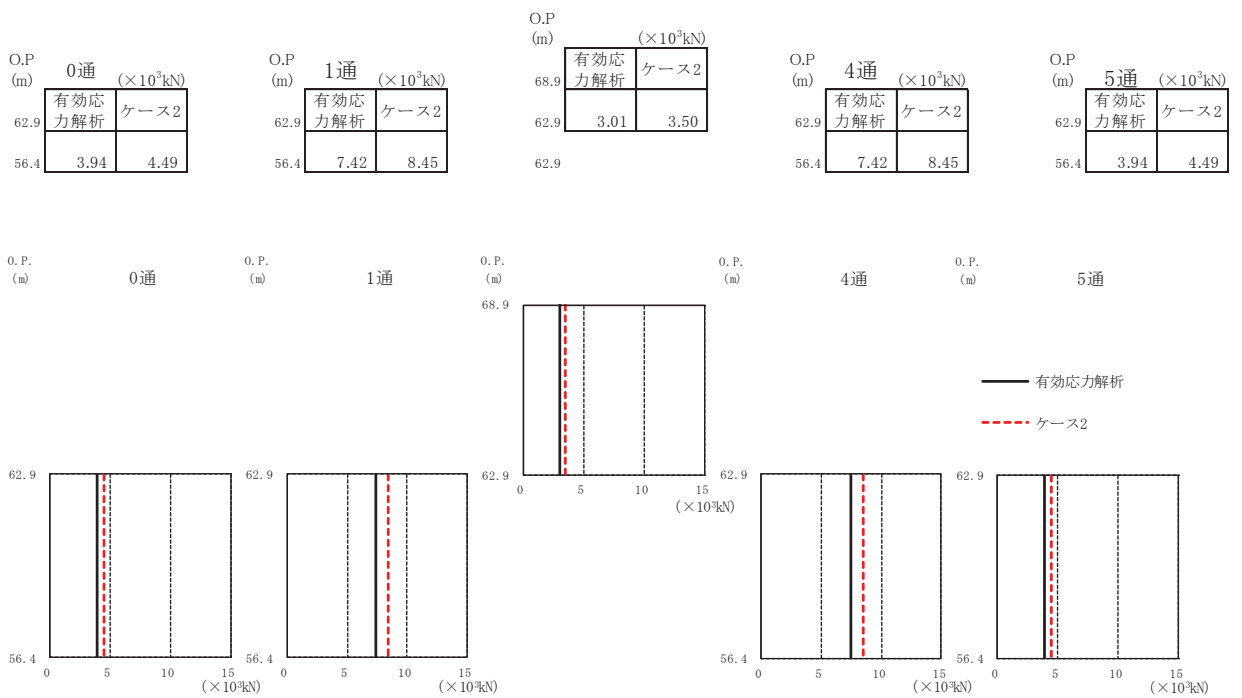 O.P
(m) 0通 (×10³kN)
有効応力解析 ケース2
62.9
56.4 3.94 4.49
O.P
(m) 1通 (×10³kN)
有効応力解析 ケース2
62.9
56.4 7.42 8.45
O.P
(m) (×10³kN)
有効応力解析 ケース2
68.9
62.9 3.01 3.50
62.9
O.P
(m) 4通 (×10³kN)
有効応力解析 ケース2
62.9
56.4 7.42 8.45
O.P
(m) 5通 (×10³kN)
有効応力解析 ケース2
62.9
56.4 3.94 4.49
O.P.
(m) 0通
62.9
56.4
0 5 10 15
(×10³kN)
O.P.
(m) 1通
62.9
56.4
0 5 10 15
(×10³kN)
O.P.
(m)
68.9
62.9
0 5 10 15
(×10³kN)
O.P.
(m) 4通
62.9
56.4
0 5 10 15
(×10³kN)
O.P.
(m) 5通
有効応力解析
ケース2
62.9
56.4
0 5 10 15
(×10³kN)